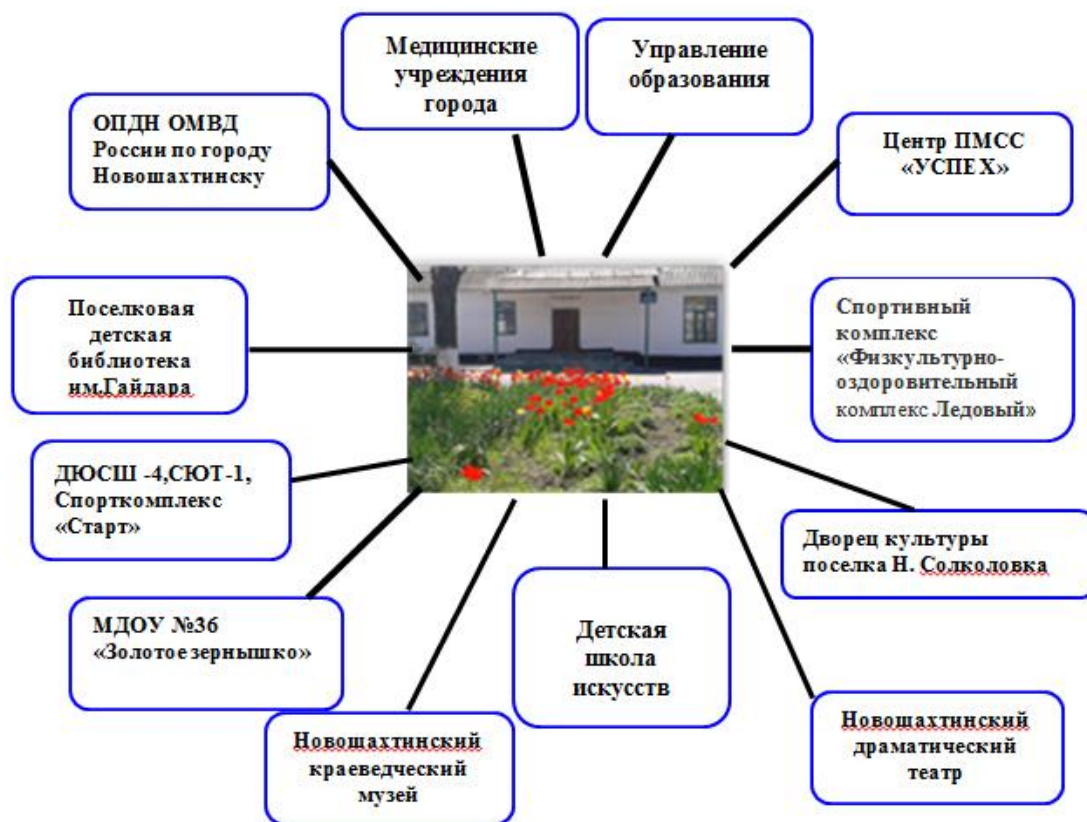 Медицинские
учреждения
города
Управление
образования
ОПДН ОМВД
России по городу
Новошахтинску
Центр ПМСС
«УСПЕХ»
Поселковая
детская
библиотека
им.Гайдара
Спортивный
комплекс
«Физкультурно-
оздоровительный
комплекс Ледовый»
ДЮСШ -4,СЮТ-1,
Спорткомплекс
«Старт»
Дворец культуры
поселка Н. Солколовка
МДОУ №36
«Золотое зернышко»
Детская
школа
искусств
Новошахтинский
краеведческий
музей
Новошахтинский
драматический
театр